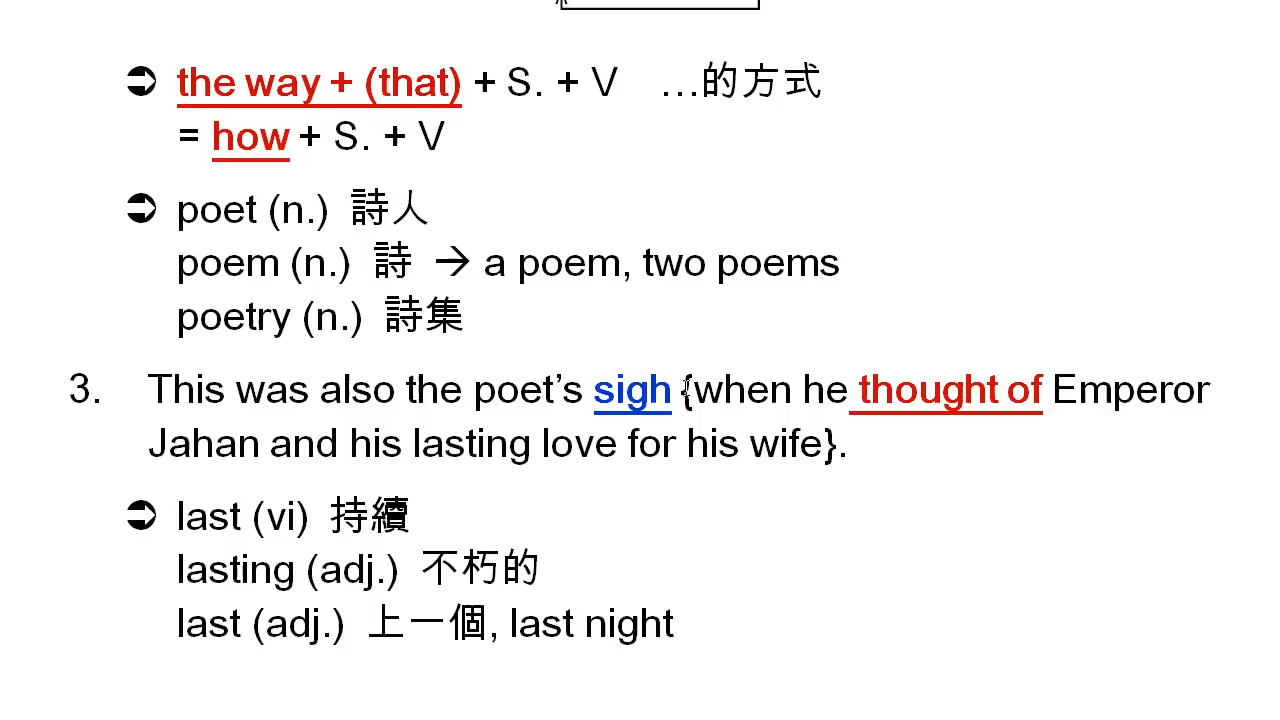 ➲ the way + (that) + S. + V …的方式
= how + S. + V
➲ poet (n.) 詩人
poem (n.) 詩 → a poem, two poems
poetry (n.) 詩集
3. This was also the poet’s sigh {when he thought of Emperor
Jahan and his lasting love for his wife}.
➲ last (vi) 持續
lasting (adj.) 不朽的
last (adj.) 上一個, last night